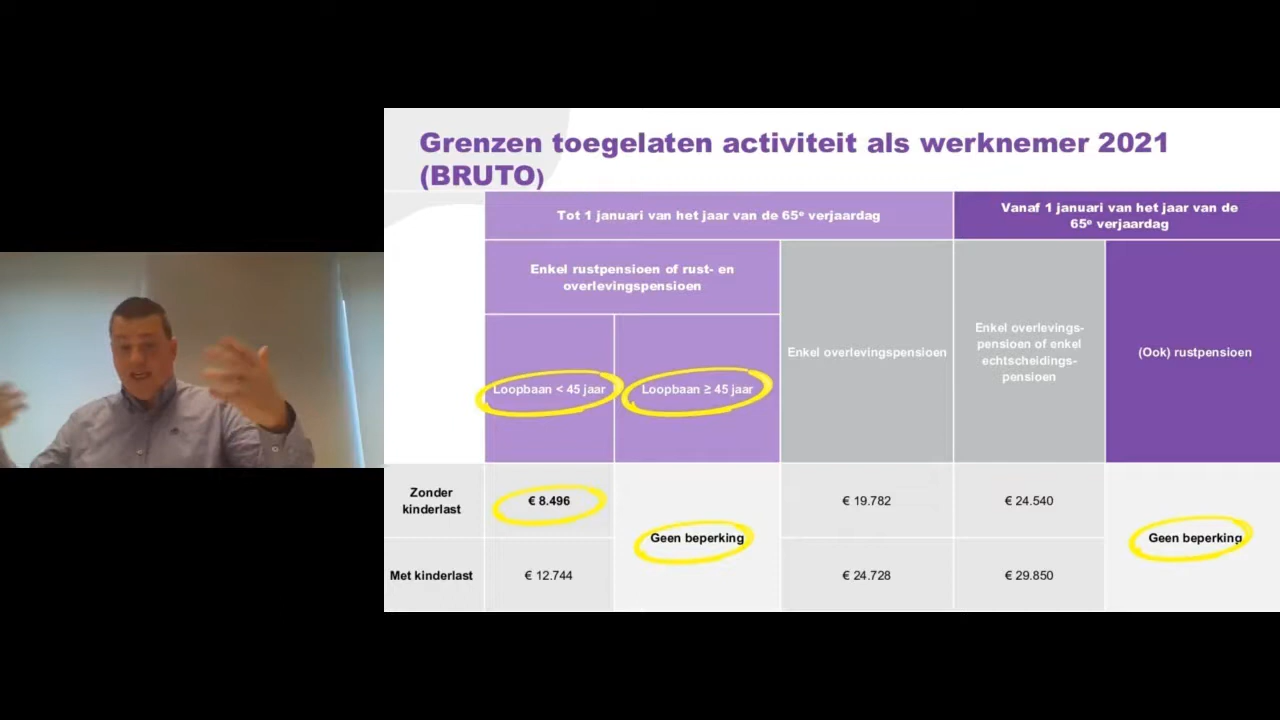 Grenzen toegelaten activiteit als werknemer 2021
(BRUTO)
Tot 1 januari van het jaar van de 65e verjaardag
Vanaf 1 januari van het jaar van de
65e verjaardag
Enkel rustpensioen of rust- en
overlevingspensioen
Loopbaan < 45 jaar
Loopbaan ≥ 45 jaar
Enkel overlevingspensioen
Enkel overlevings-
pensioen of enkel
echtscheidings-
pensioen
(Ook) rustpensioen
Zonder
kinderlast
€ 8.496
Geen beperking
€ 19.782
€ 24.540
Geen beperking
Met kinderlast
€ 12.744
€ 24.728
€ 29.850